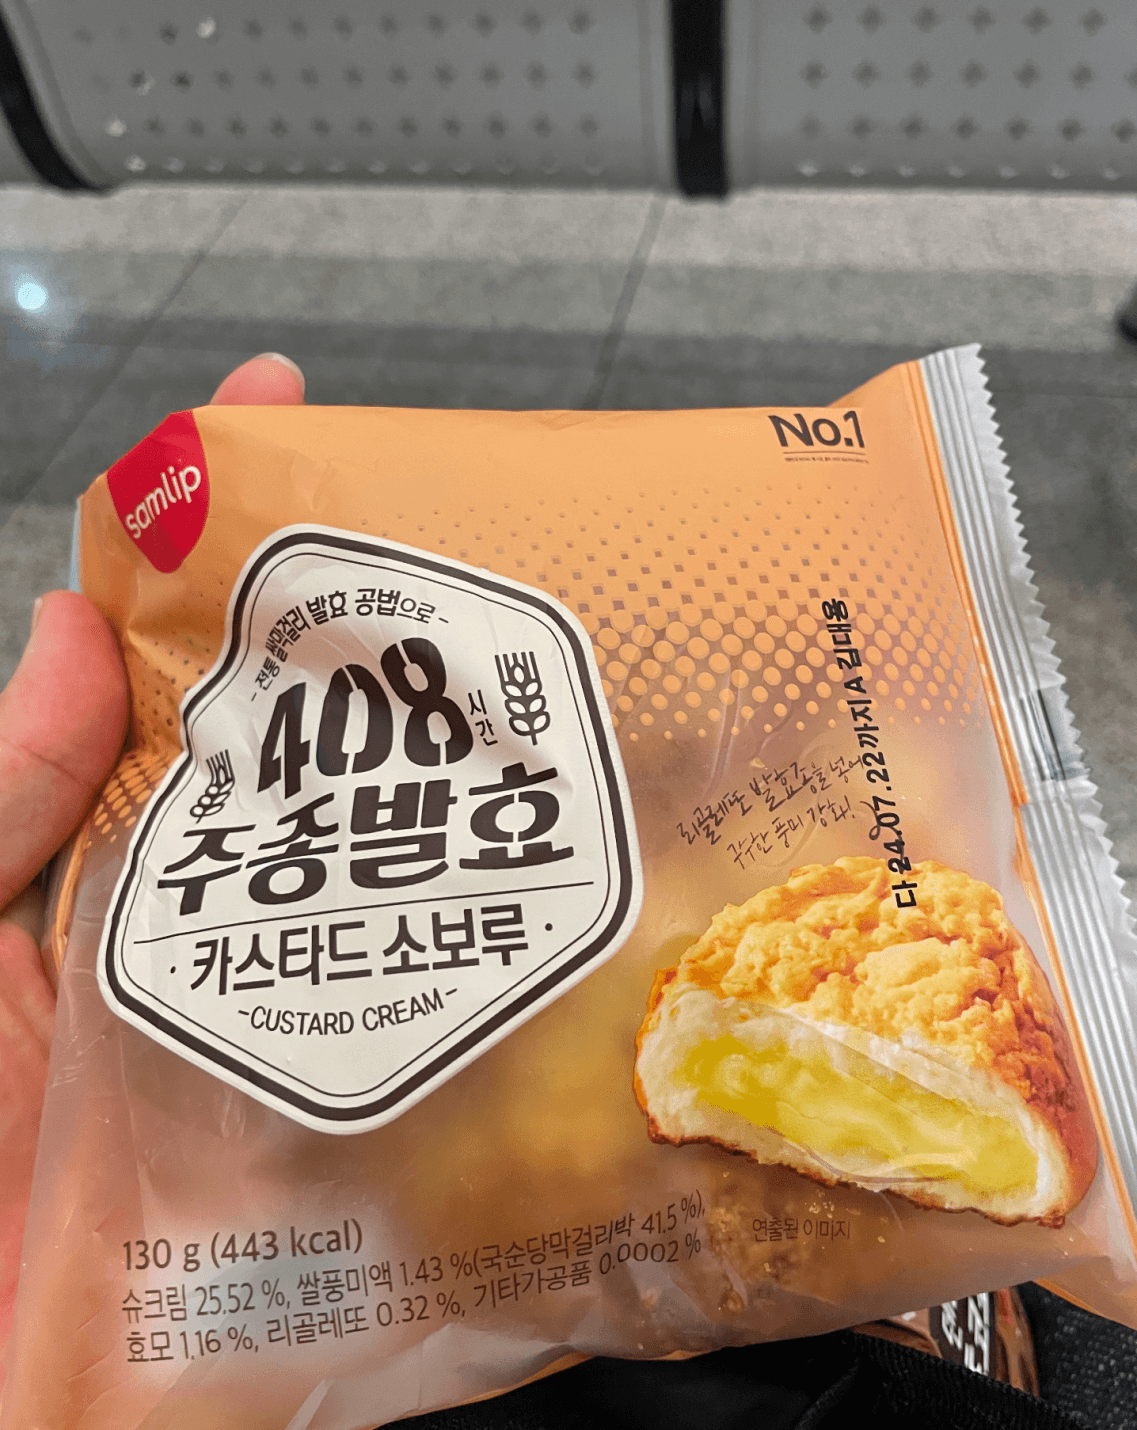 samlip
No.1
- 전통 쌀막걸리 발효 공법으로 -
408
시간
주종발효
· 카스타드 소보루 ·
-CUSTARD CREAM-
리골레또 발효종을 넣어
구수한 풍미 강화!
다 24.07.22까지 A 김대용
130 g (443 kcal)
슈크림 25.52 %, 쌀풍미액 1.43 %(국순당막걸리박 41.5 %),
효모 1.16 %, 리골레또 0.32 %, 기타가공품 0.0002 %
연출된 이미지